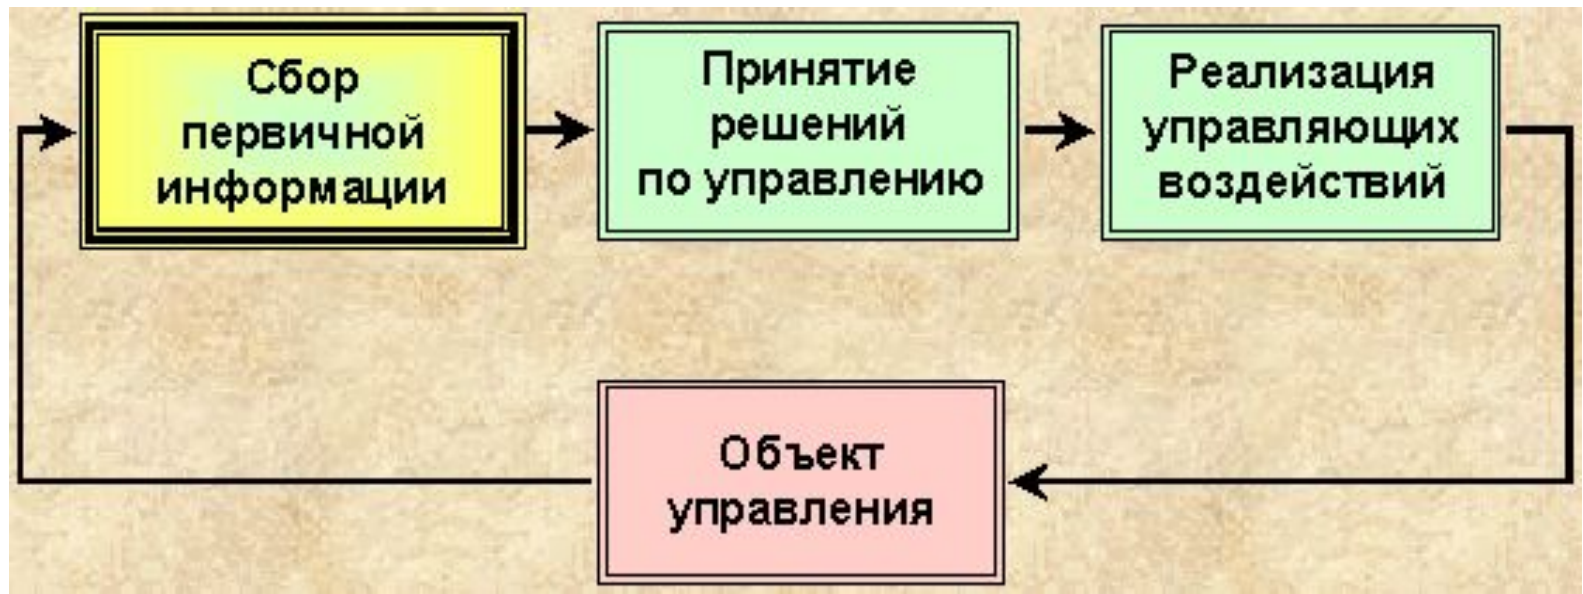 Сбор
первичной
информации
Принятие
решений
по управлению
Реализация
управляющих
воздействий
Объект
управления